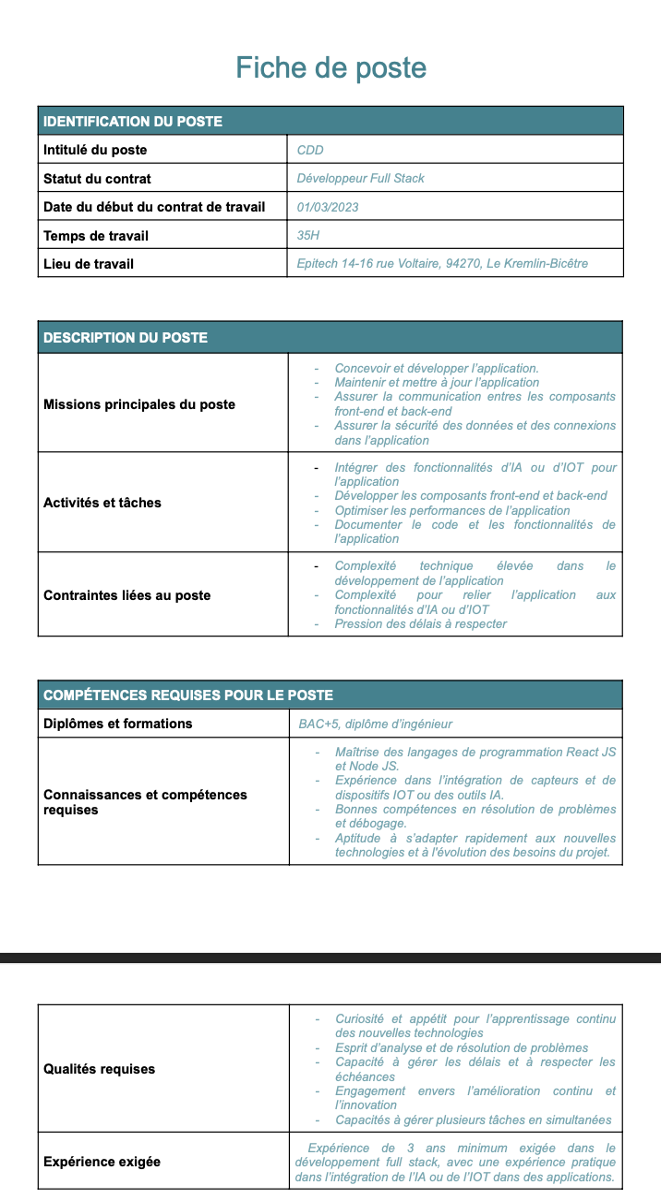 Fiche de poste
IDENTIFICATION DU POSTE
Intitulé du poste
CDD
Statut du contrat
Développeur Full Stack
Date du début du contrat de travail
01/03/2023
Temps de travail
35H
Lieu de travail
Epitech 14-16 rue Voltaire, 94270, Le Kremlin-Bicêtre
DESCRIPTION DU POSTE
Missions principales du poste
- Concevoir et développer l'application.
- Maintenir et mettre à jour l'application
- Assurer la communication entres les composants
front-end et back-end
- Assurer la sécurité des données et des connexions
dans l'application
Activités et tâches
- Intégrer des fonctionnalités d'IA ou d'IOT pour
l'application
- Développer les composants front-end et back-end
- Optimiser les performances de l'application
- Documenter le code et les fonctionnalités de
l'application
Contraintes liées au poste
- Complexité technique élevée dans le
développement de l'application
- Complexité pour relier l'application aux
fonctionnalités d'IA ou d'IOT
- Pression des délais à respecter
COMPÉTENCES REQUISES POUR LE POSTE
Diplômes et formations
BAC+5, diplôme d'ingénieur
Connaissances et compétences
requises
- Maîtrise des langages de programmation React JS
et Node JS.
- Expérience dans l'intégration de capteurs et de
dispositifs IOT ou des outils IA.
- Bonnes compétences en résolution de problèmes
et débogage.
- Aptitude à s'adapter rapidement aux nouvelles
technologies et à l'évolution des besoins du projet.
Qualités requises
- Curiosité et appétit pour l'apprentissage continu
des nouvelles technologies
- Esprit d'analyse et de résolution de problèmes
- Capacité à gérer les délais et à respecter les
échéances
- Engagement envers l'amélioration continu et
l'innovation
- Capacités à gérer plusieurs tâches en simultanées
Expérience exigée
Expérience de 3 ans minimum exigée dans le
développement full stack, avec une expérience pratique
dans l'intégration de l'IA ou de l'IOT dans des applications.